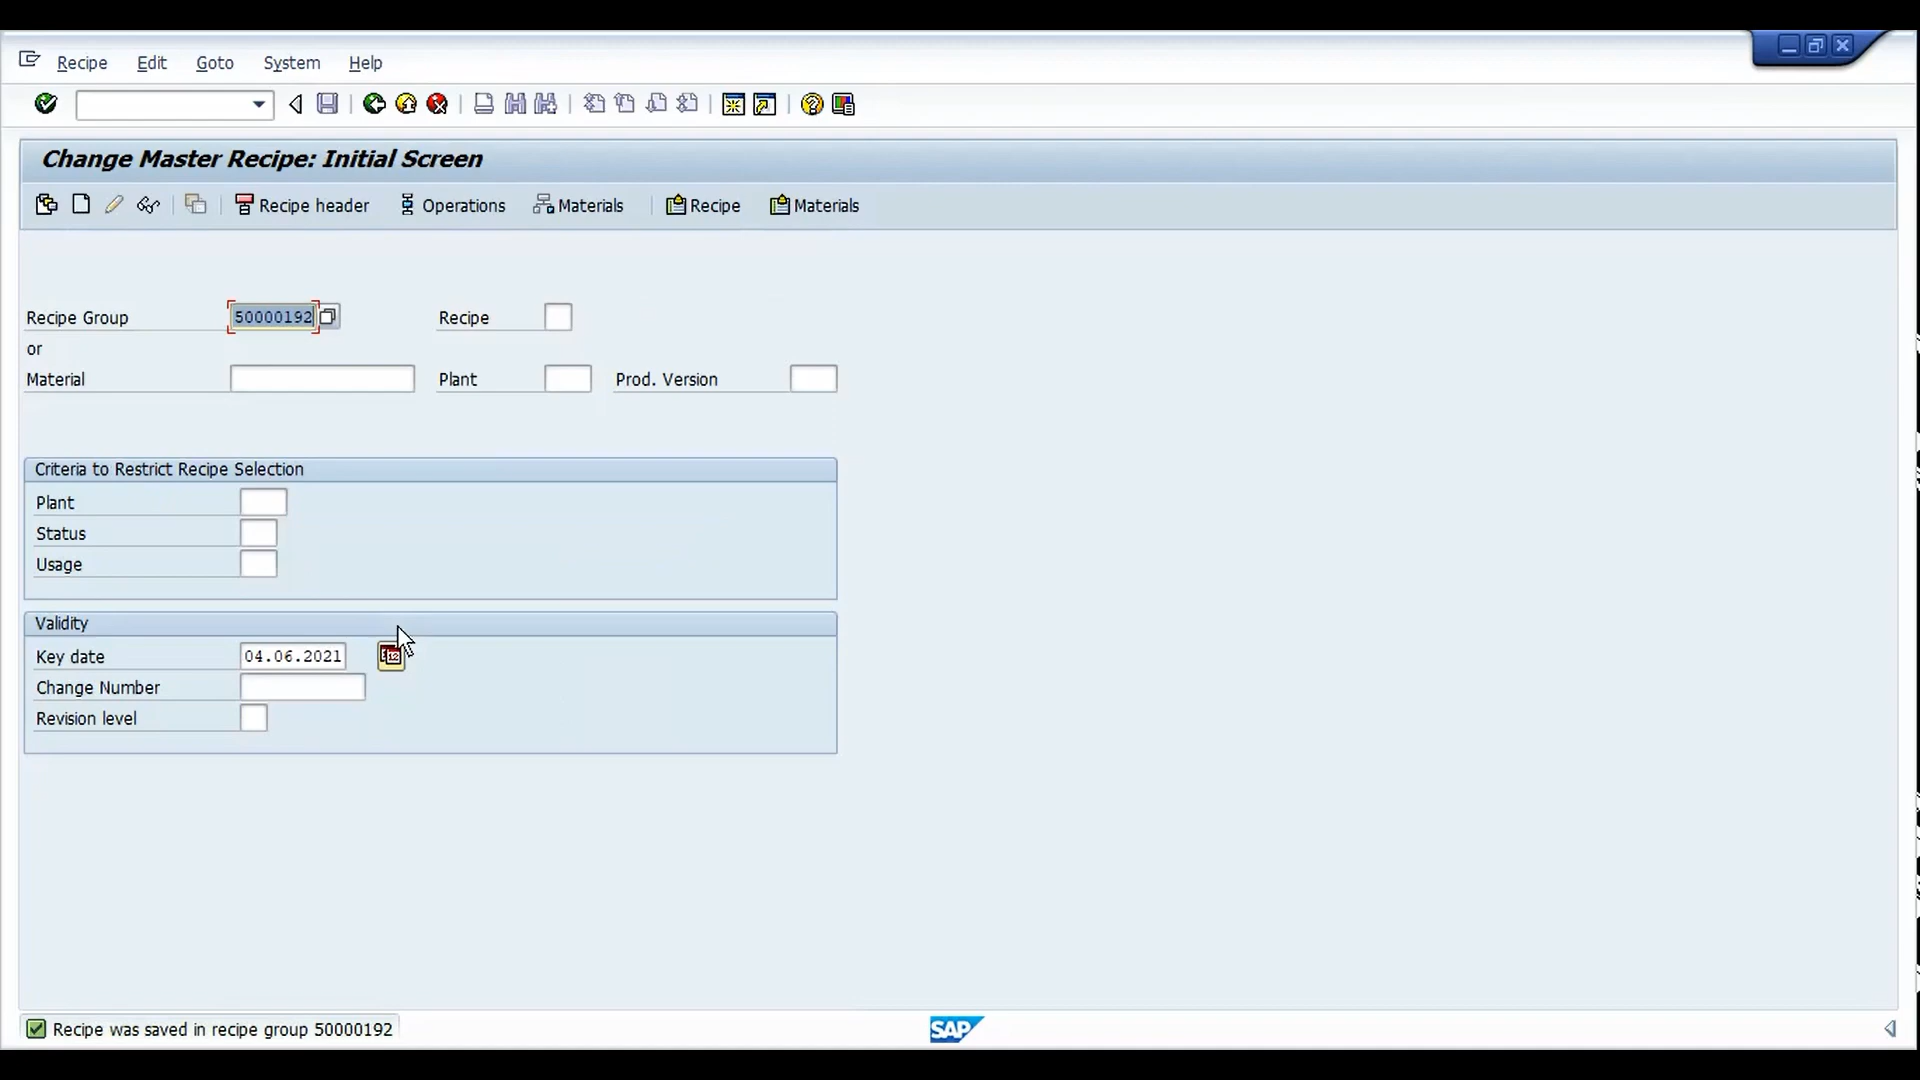 Recipe Edit Goto System Help
Change Master Recipe: Initial Screen
Recipe header Operations Materials Recipe Materials
Recipe Group 50000192 Recipe
or
Material Plant Prod. Version
Criteria to Restrict Recipe Selection
Plant
Status
Usage
Validity
Key date 04.06.2021 12
Change Number
Revision level
Recipe was saved in recipe group 50000192 SAP